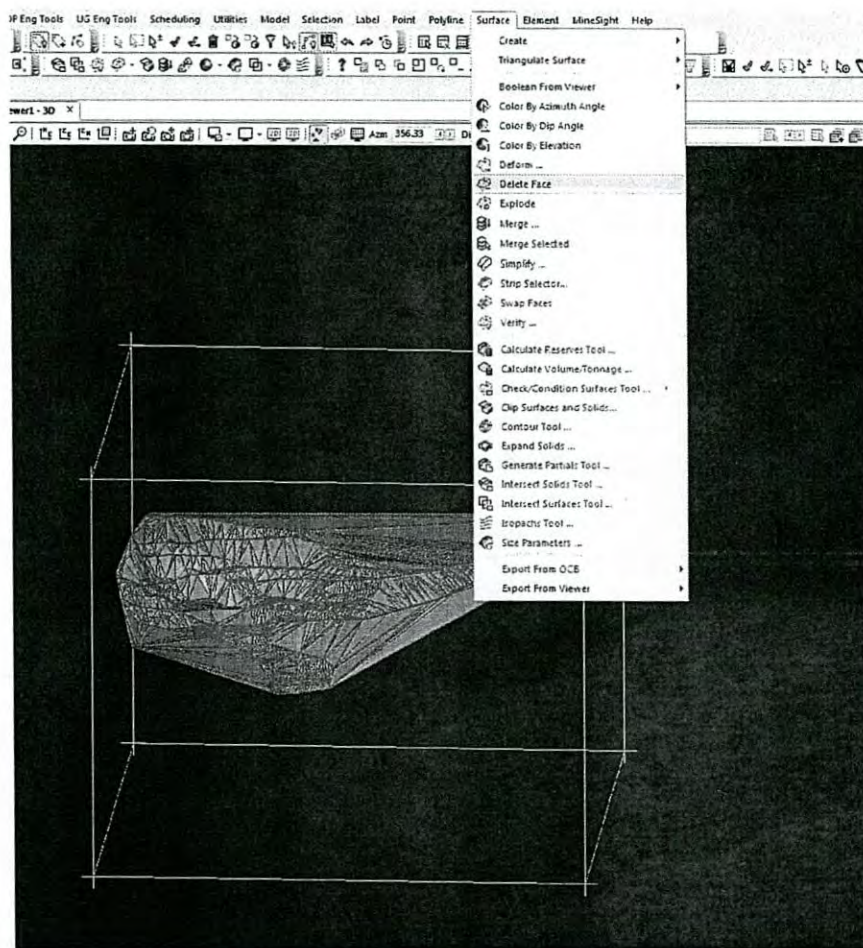 OP Eng Tools UG Eng Tools Scheduling Utilities Model Selection Label Point Polyline Surface Element MineSight Help
Create
Triangulate Surface
Boolean From Viewer
ewer1 - 3D ×
Color By Azimuth Angle
Color By Dip Angle
Azm 356.33 Di
Color By Elevation
Deform ...
Delete Face
Explode
Merge ...
Merge Selected
Simplify ...
Strip Selector...
Swap Faces
Verify ...
Calculate Reserves Tool ...
Calculate Volume/Tonnage ...
Check/Condition Surfaces Tool ...
Clip Surfaces and Solids...
Contour Tool ...
Expand Solids ...
Generate Partials Tool ...
Intersect Solids Tool ...
Intersect Surfaces Tool ...
Isopachs Tool ...
Size Parameters ...
Export From OCB
Export From Viewer